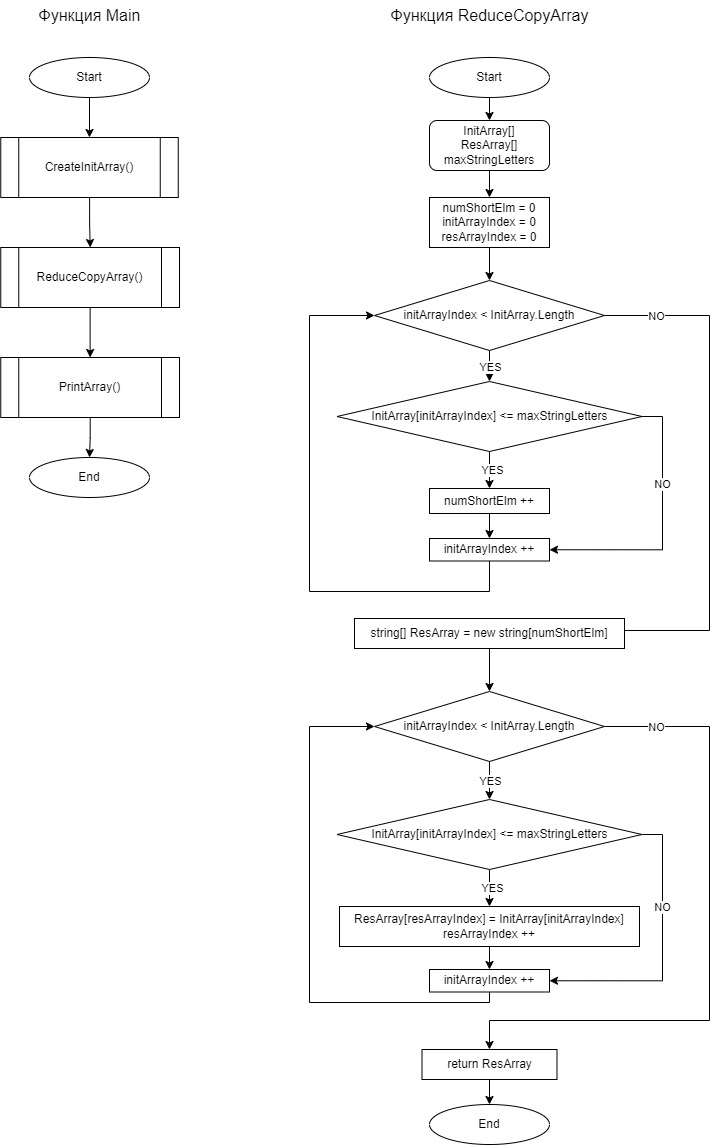 Функция Main
Start
CreateInitArray()
ReduceCopyArray()
PrintArray()
End
Функция ReduceCopyArray
Start
InitArray[]
ResArray[]
maxStringLetters
numShortElm = 0
initArrayIndex = 0
resArrayIndex = 0
initArrayIndex < InitArray.Length
NO
YES
InitArray[initArrayIndex] <= maxStringLetters
YES
NO
numShortElm ++
initArrayIndex ++
string[] ResArray = new string[numShortElm]
initArrayIndex < InitArray.Length
NO
YES
InitArray[initArrayIndex] <= maxStringLetters
YES
NO
ResArray[resArrayIndex] = InitArray[initArrayIndex]
resArrayIndex ++
initArrayIndex ++
return ResArray
End